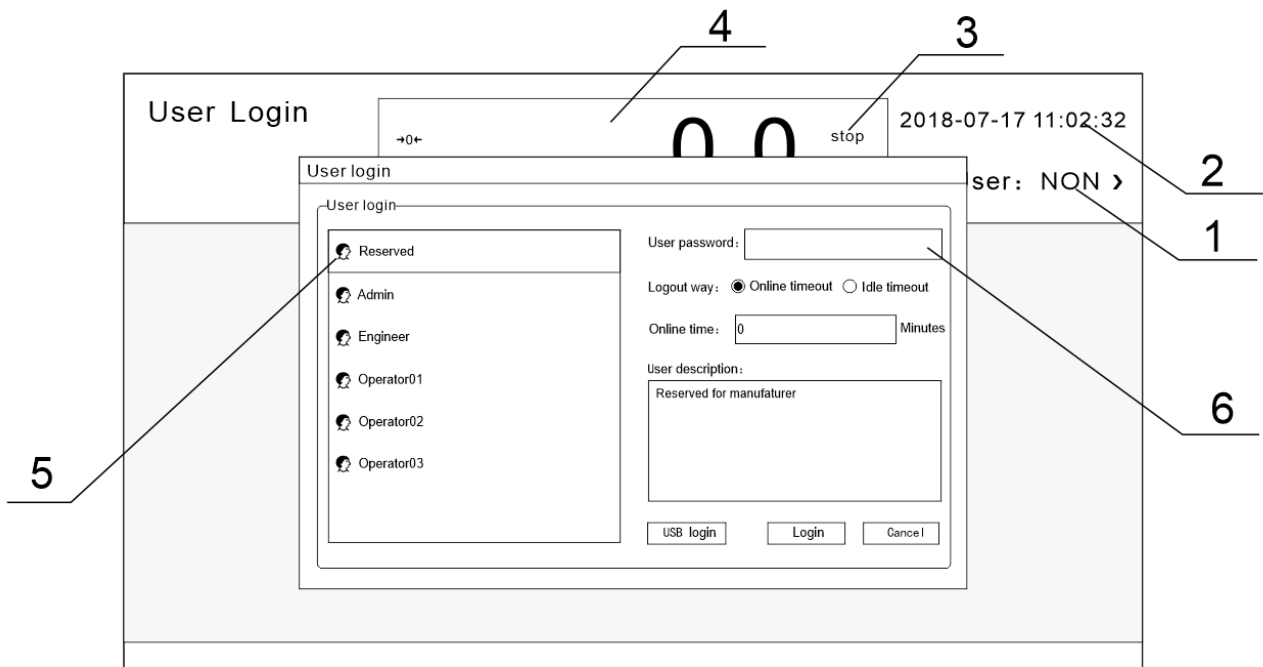 4
3
User Login
→0←
0.0
stop
2018-07-17 11:02:32
2
User login
ser: NON ›
1
User login
Reserved
User password:
Admin
Logout way: Online timeout Idle timeout
Engineer
Online time: 0 Minutes
Operator01
User description:
Reserved for manufaturer
Operator02
6
Operator03
5
USB login
Login
Cancel